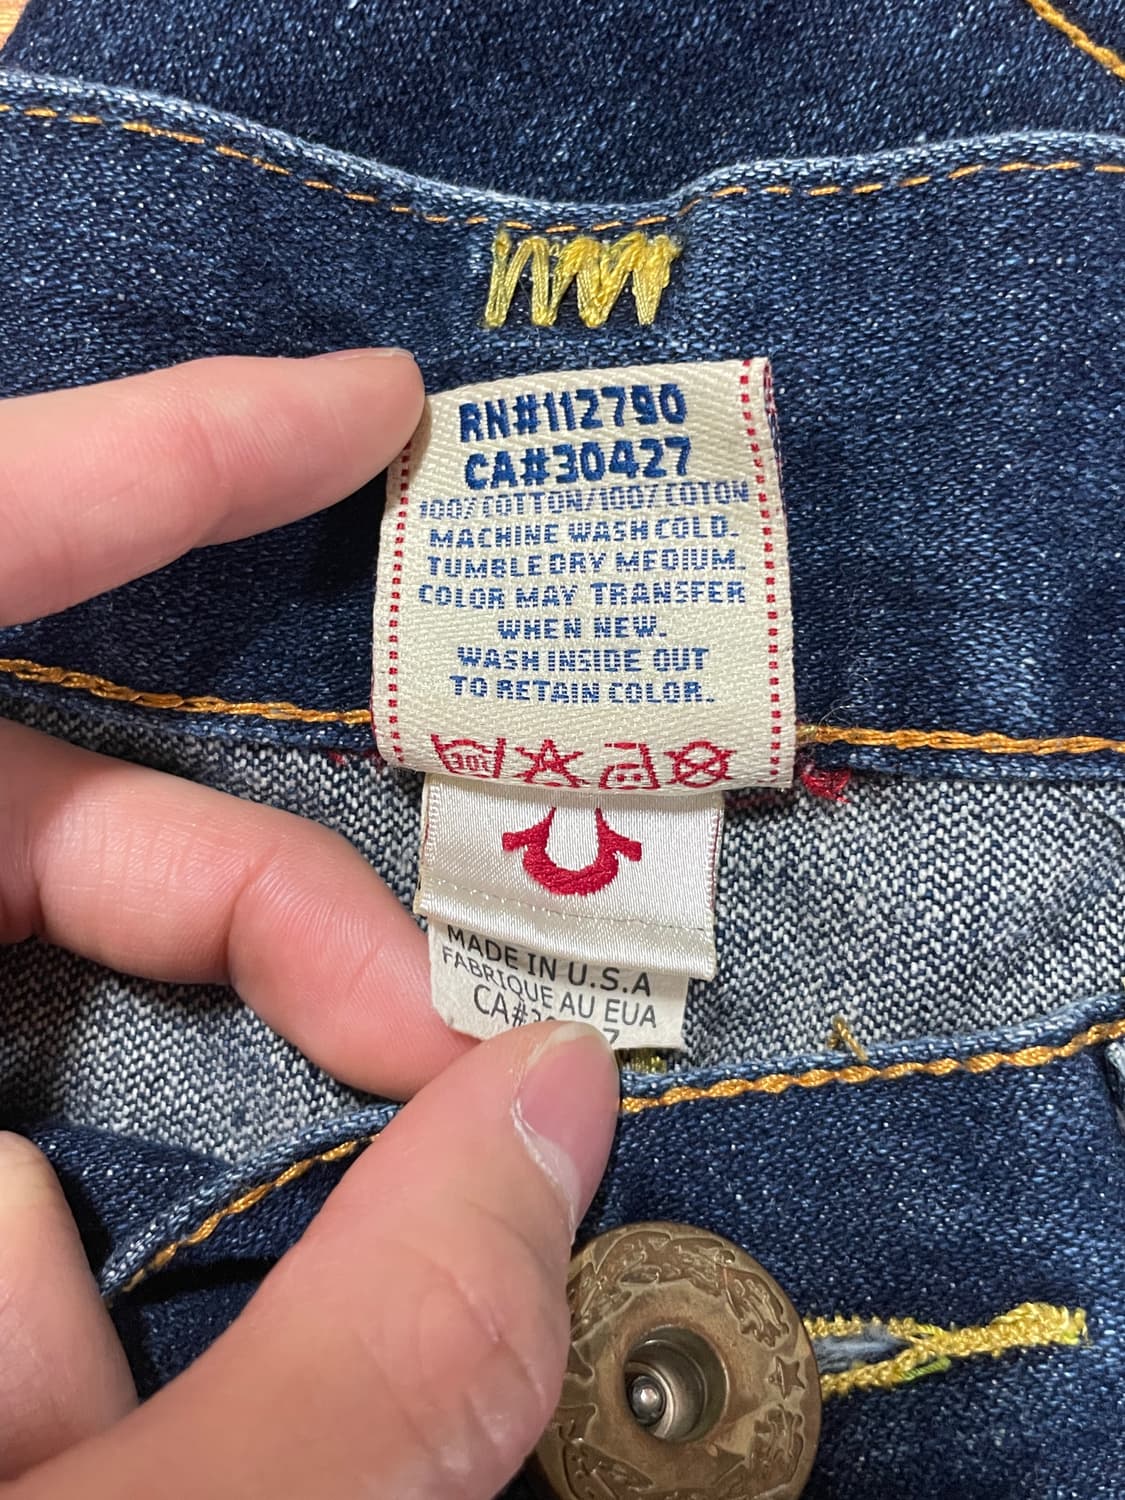 RN#112790
CA#30427
100%COTTON/100%COTON
MACHINE WASH COLD.
TUMBLE DRY MEDIUM.
COLOR MAY TRANSFER
WHEN NEW.
WASH INSIDE OUT
TO RETAIN COLOR.
30°
MADE IN U.S.A
FABRIQUE AU EUA